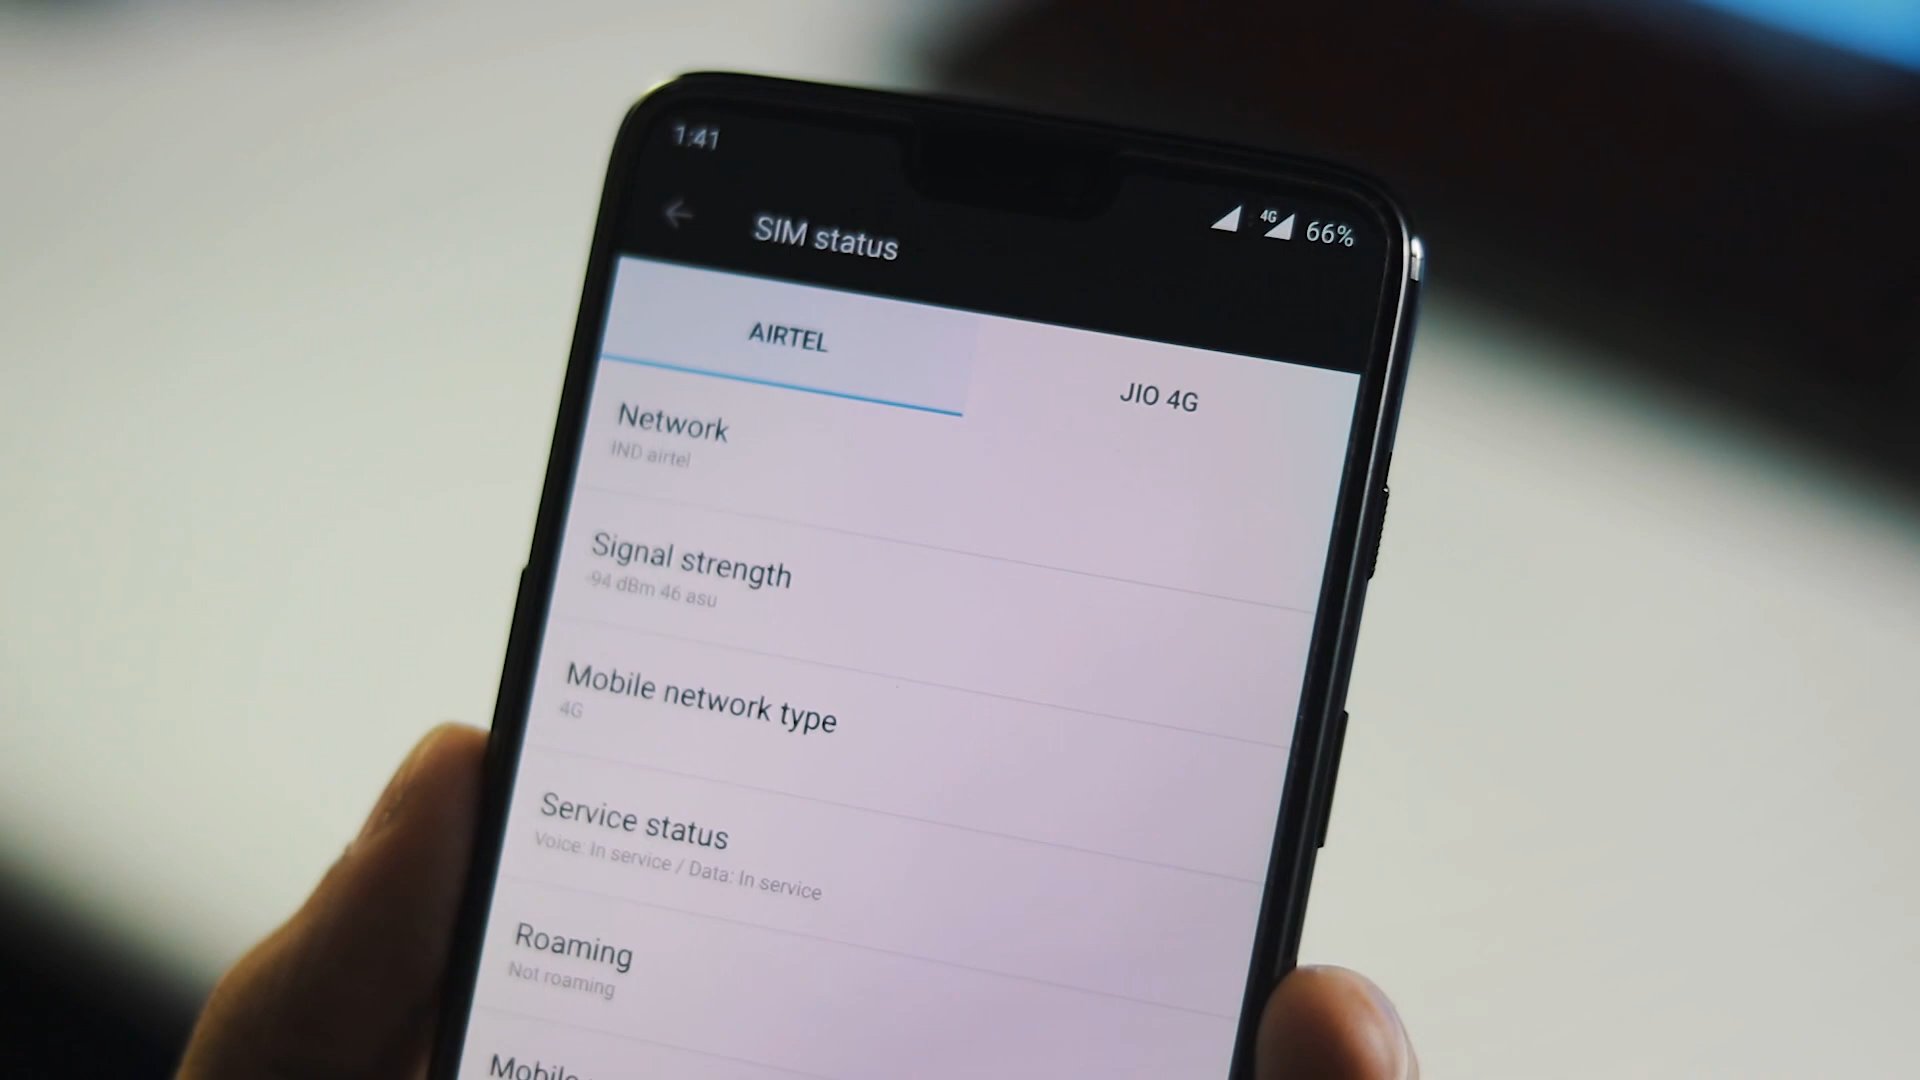 1:41
4G 66%
SIM status
AIRTEL
JIO 4G
Network
IND airtel
Signal strength
-94 dBm 46 asu
Mobile network type
4G
Service status
Voice: In service / Data: In service
Roaming
Not roaming
Mobile